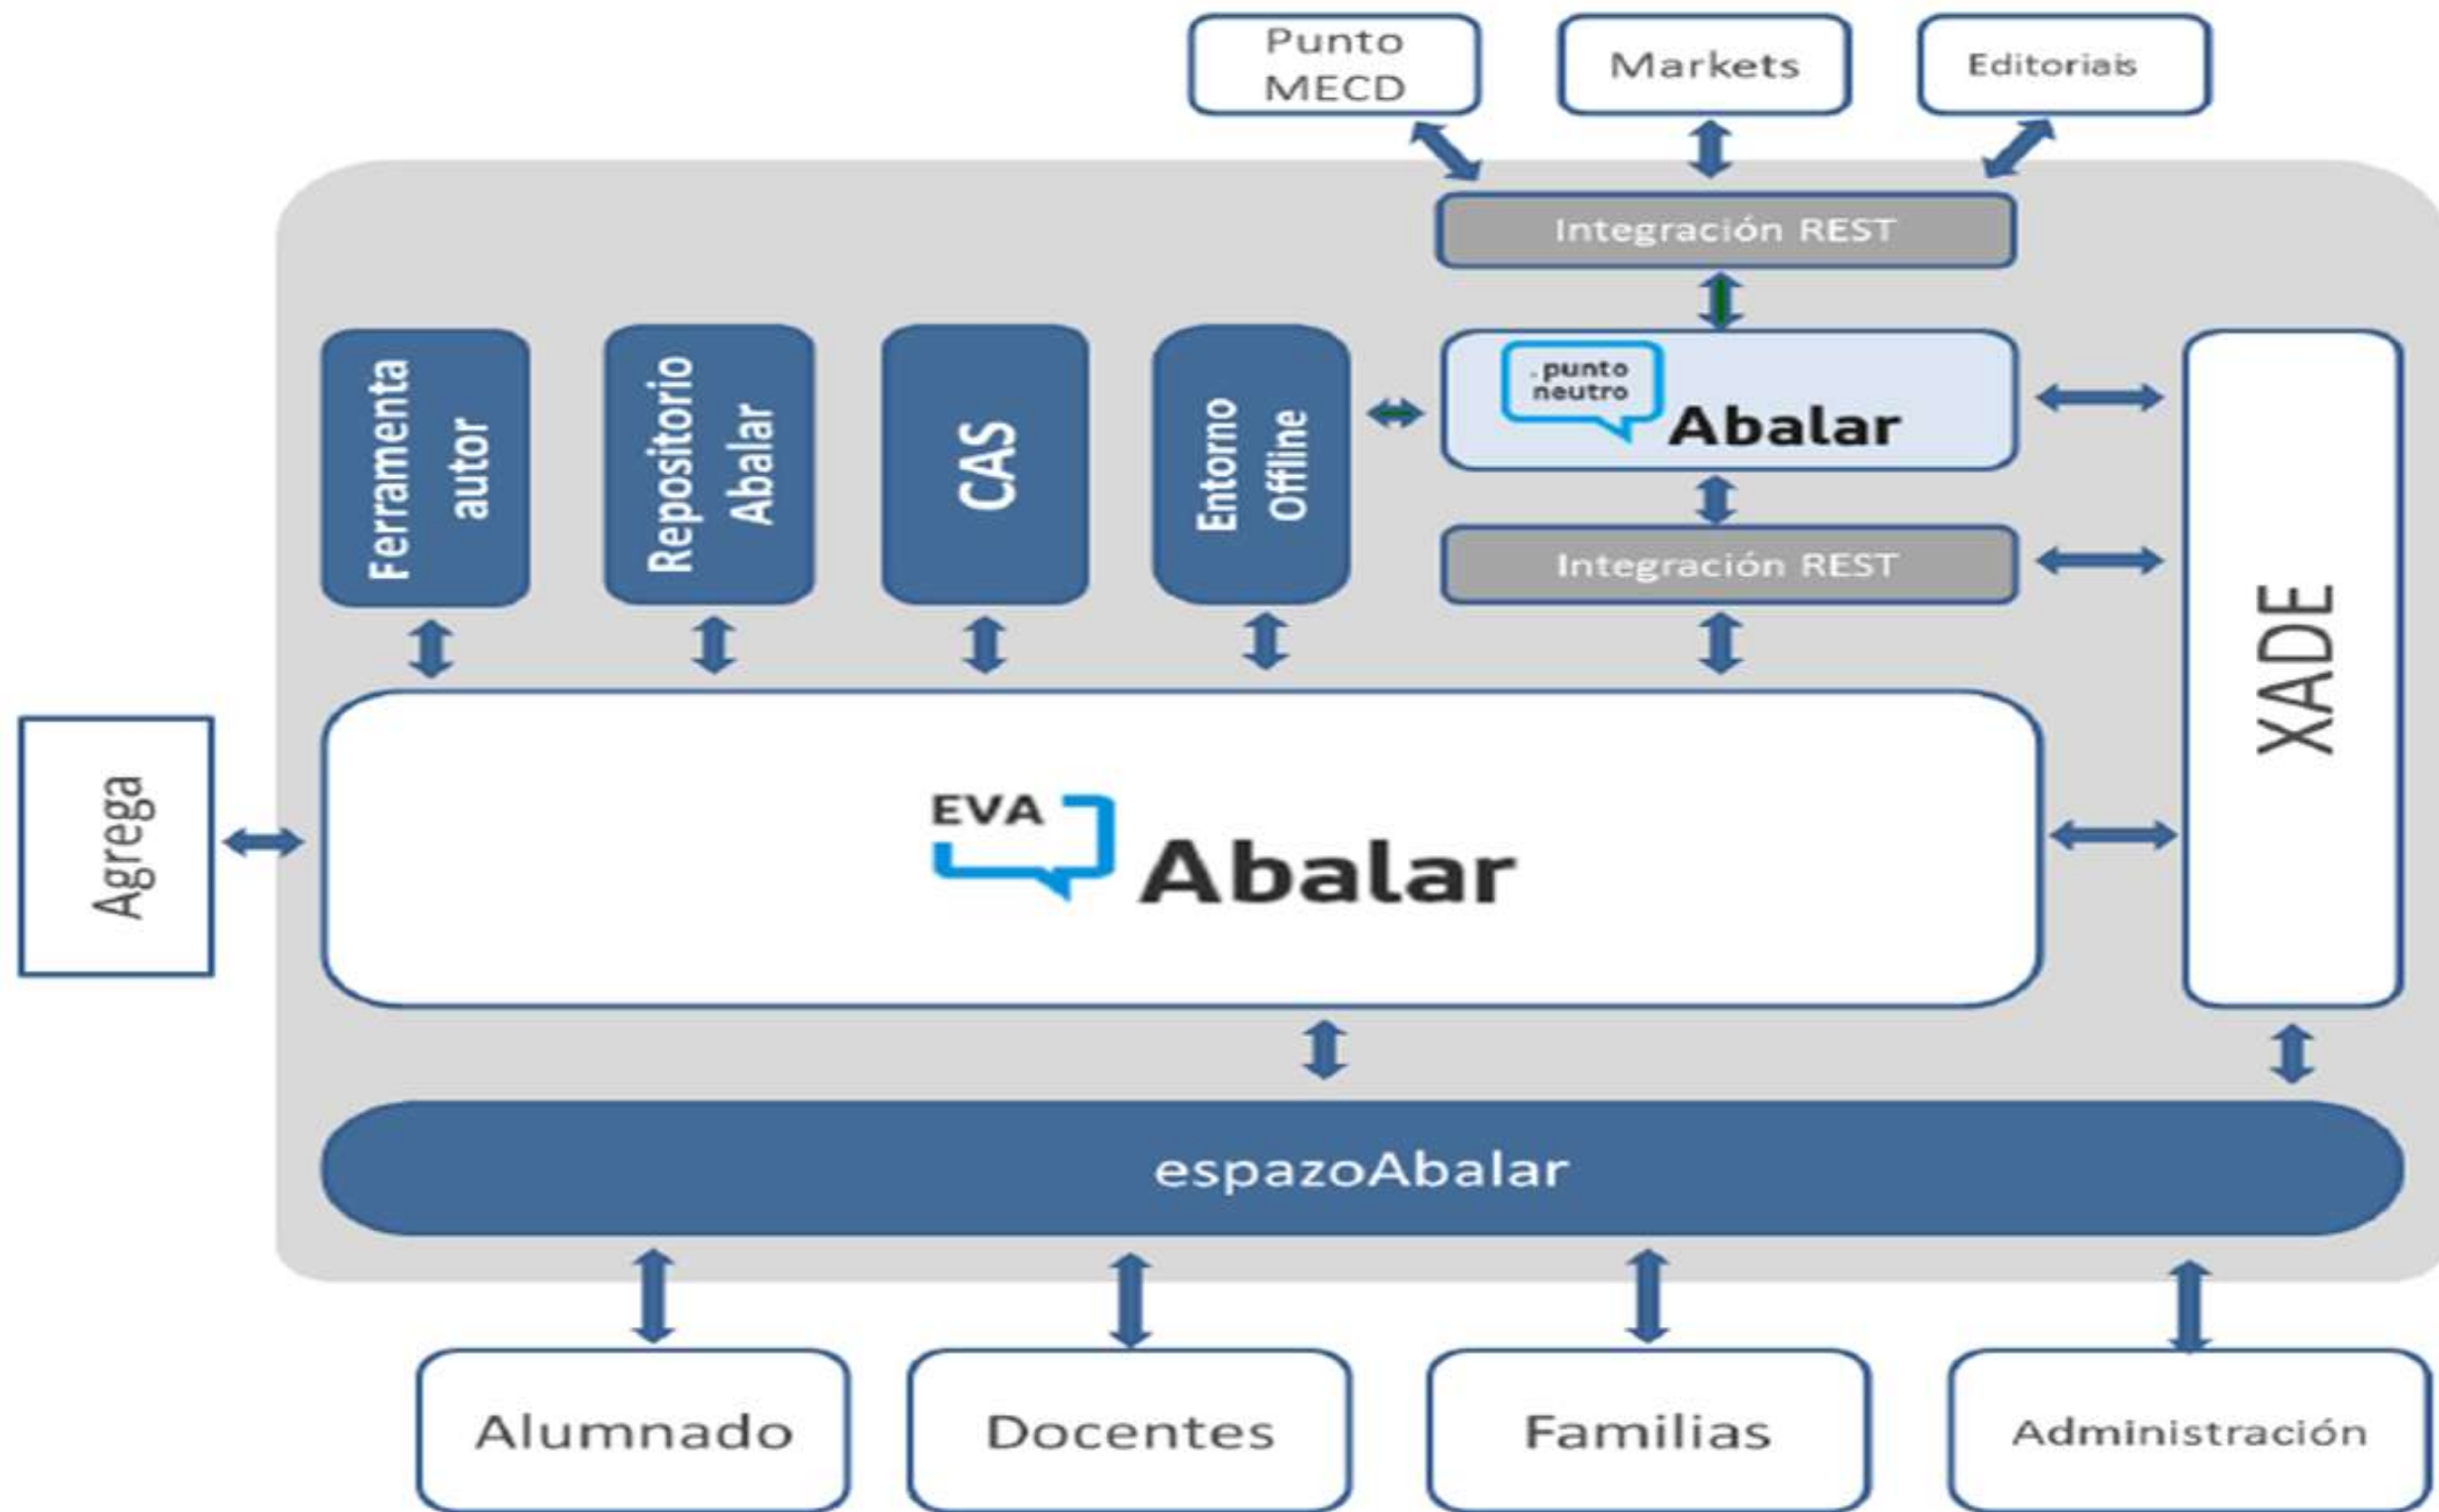 Punto
MECD
Markets
Editoriais
Integración REST
Ferramenta
autor
Repositorio
Abalar
CAS
Entorno
Offline
.punto
neutro
Abalar
Integración REST
XADE
Agrega
EVA
Abalar
espazoAbalar
Alumnado
Docentes
Familias
Administración